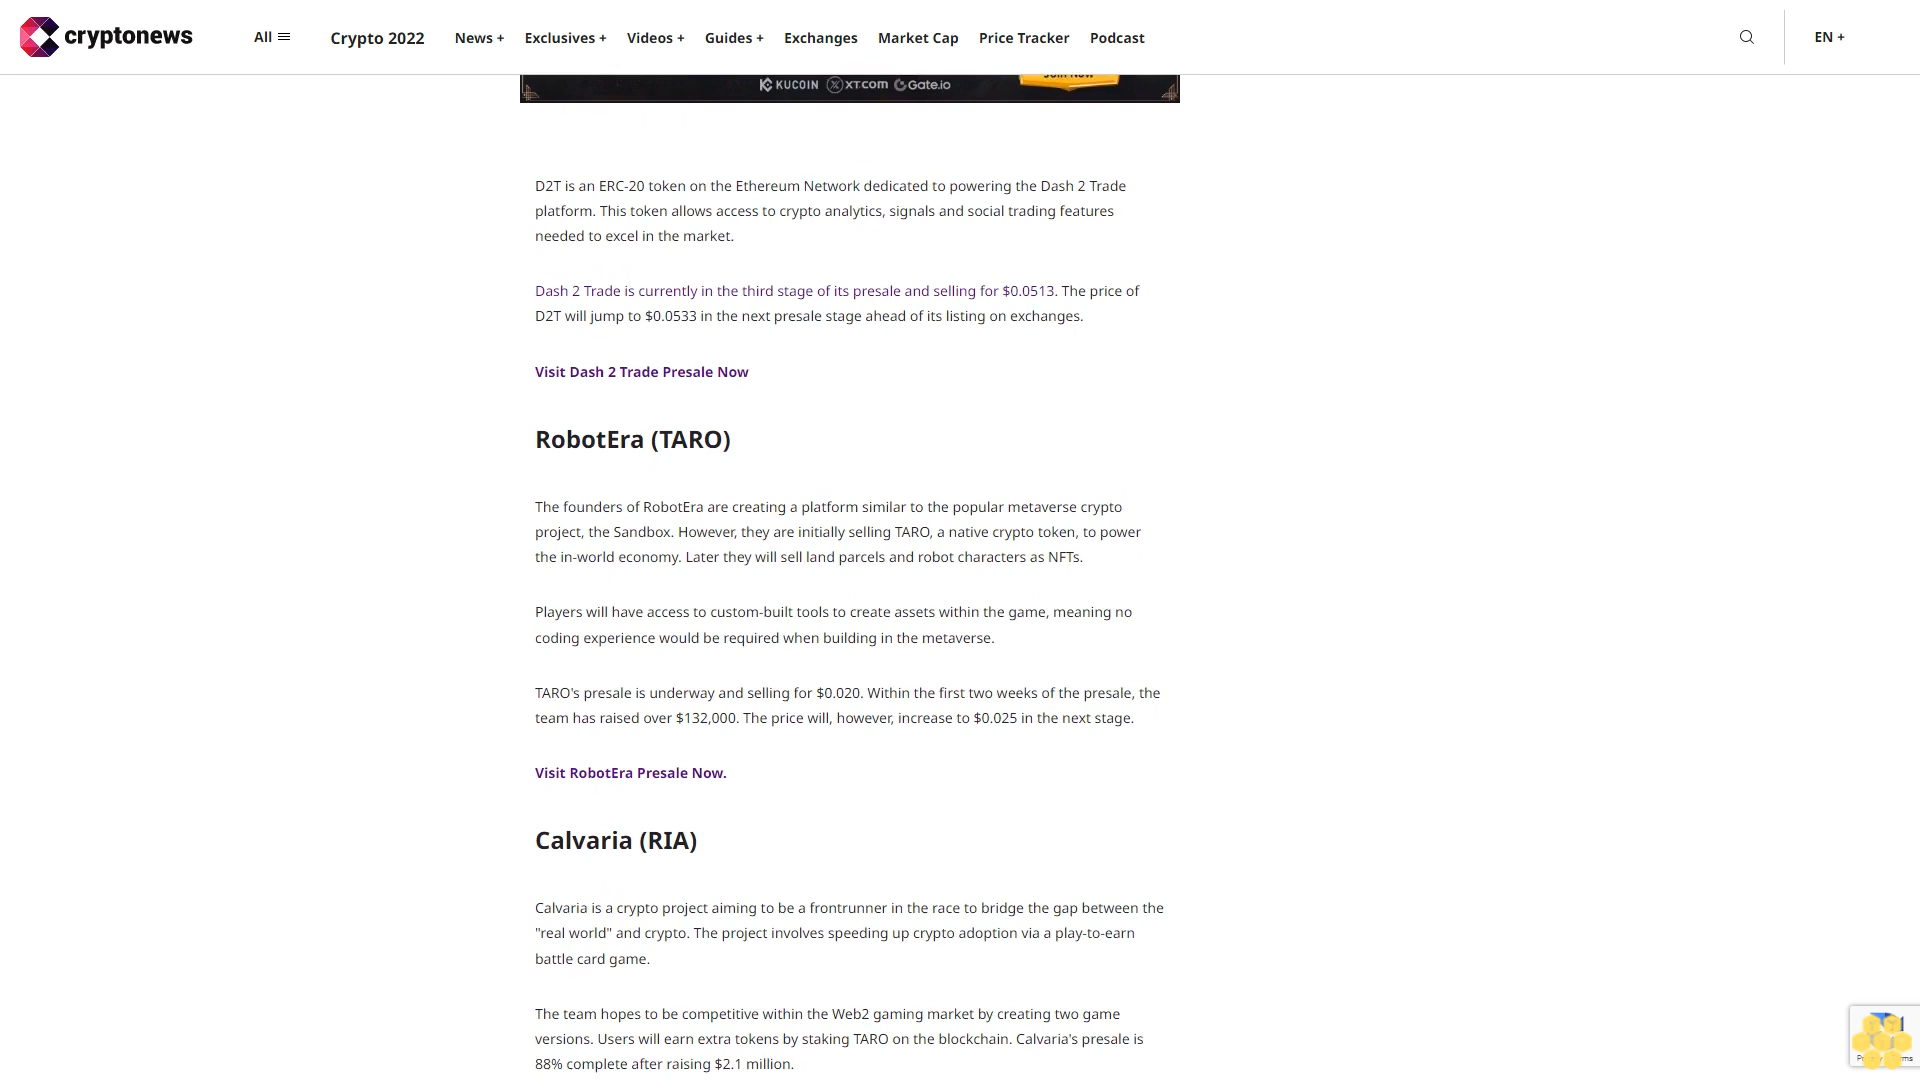 cryptonews
All
Crypto 2022
News +
Exclusives +
Videos +
Guides +
Exchanges
Market Cap
Price Tracker
Podcast
EN +
KUCOIN XT.COM Gate.io
D2T is an ERC-20 token on the Ethereum Network dedicated to powering the Dash 2 Trade
platform. This token allows access to crypto analytics, signals and social trading features
needed to excel in the market.
Dash 2 Trade is currently in the third stage of its presale and selling for $0.0513. The price of
D2T will jump to $0.0533 in the next presale stage ahead of its listing on exchanges.
Visit Dash 2 Trade Presale Now
RobotEra (TARO)
The founders of RobotEra are creating a platform similar to the popular metaverse crypto
project, the Sandbox. However, they are initially selling TARO, a native crypto token, to power
the in-world economy. Later they will sell land parcels and robot characters as NFTs.
Players will have access to custom-built tools to create assets within the game, meaning no
coding experience would be required when building in the metaverse.
TARO's presale is underway and selling for $0.020. Within the first two weeks of the presale, the
team has raised over $132,000. The price will, however, increase to $0.025 in the next stage.
Visit RobotEra Presale Now.
Calvaria (RIA)
Calvaria is a crypto project aiming to be a frontrunner in the race to bridge the gap between the
"real world" and crypto. The project involves speeding up crypto adoption via a play-to-earn
battle card game.
The team hopes to be competitive within the Web2 gaming market by creating two game
versions. Users will earn extra tokens by staking TARO on the blockchain. Calvaria's presale is
88% complete after raising $2.1 million.